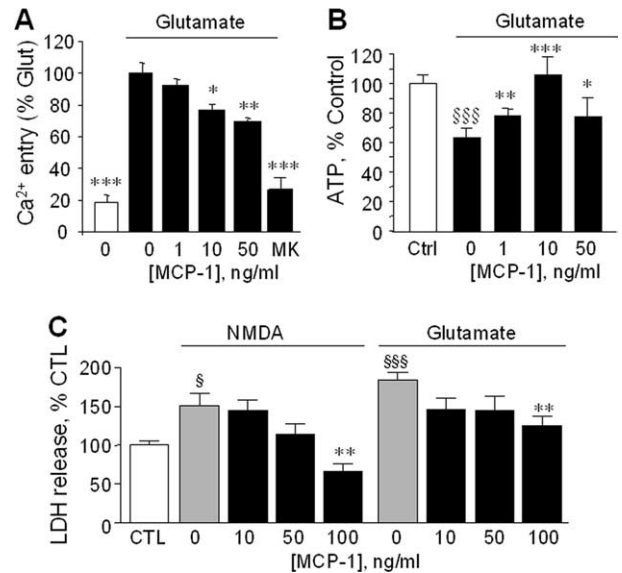 A
Glutamate
Ca2+ entry (% Glut)
120
100
80
60
40
20
0
***
*
**
***
0 0 1 10 50 MK
[MCP-1], ng/ml
B
Glutamate
ATP, % Control
120
100
80
60
40
20
0
§§§
**
***
*
Ctrl 0 1 10 50
[MCP-1], ng/ml
C
NMDA Glutamate
LDH release, % CTL
200
150
100
50
0
§
**
§§§
**
CTL 0 10 50 100 0 10 50 100
[MCP-1], ng/ml